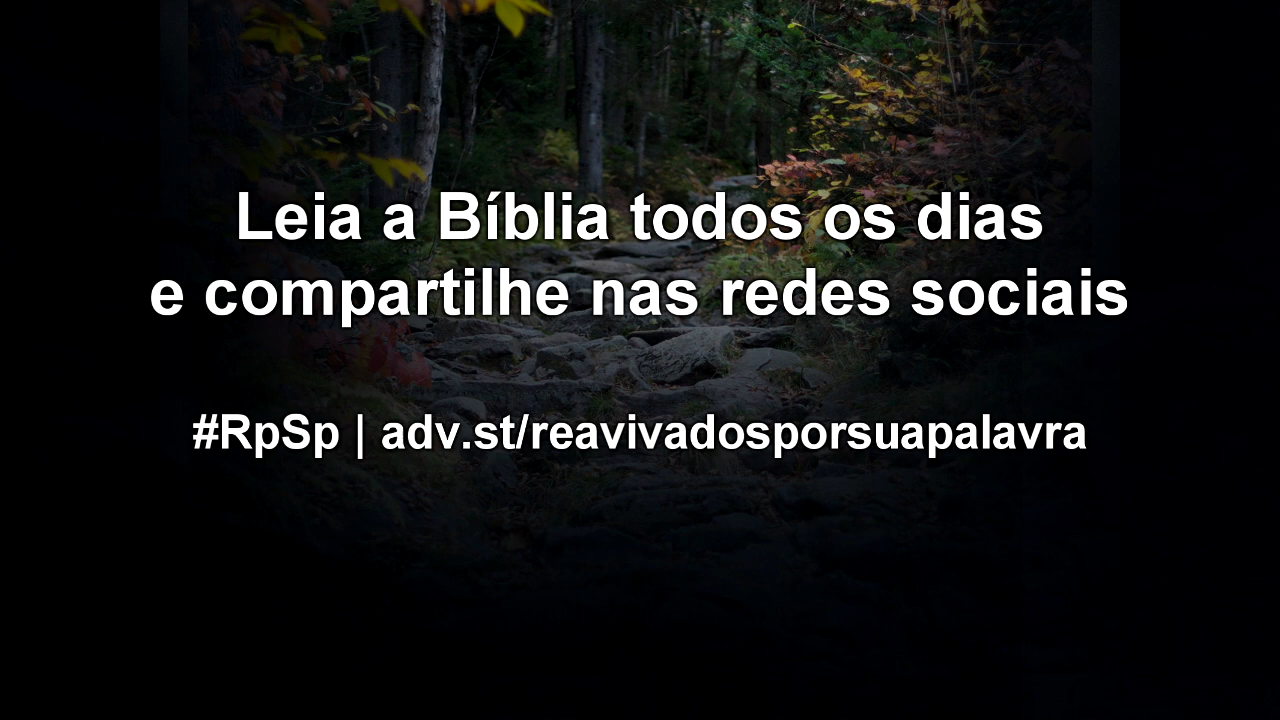 Leia a Bíblia todos os dias
e compartilhe nas redes sociais
#RpSp | adv.st/reavivadosporsuapalavra